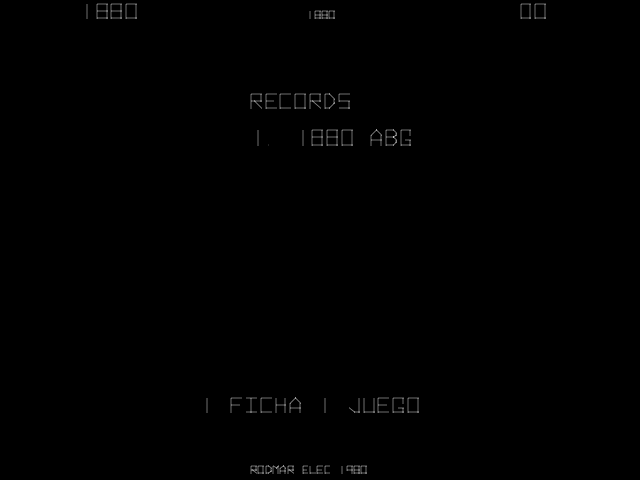 1880 1880 00
RECORDS
1. 1880 ABG
1 FICHA 1 JUEGO
RODMAR ELEC 1980